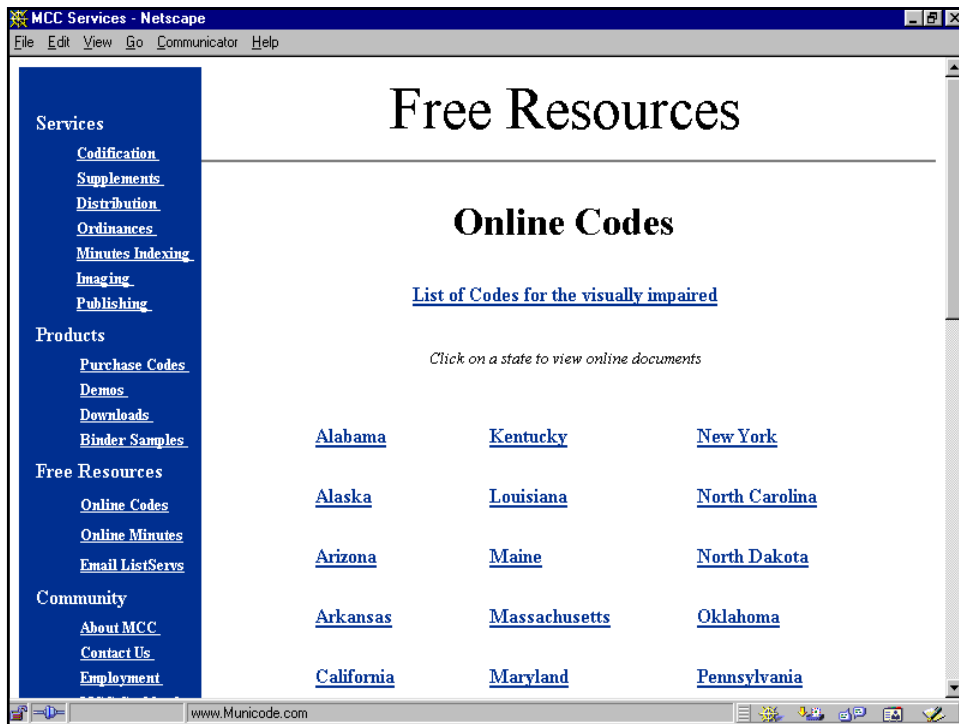 MCC Services - Netscape
File Edit View Go Communicator Help
Services
Codification
Supplements
Distribution
Ordinances
Minutes Indexing
Imaging
Publishing
Products
Purchase Codes
Demos
Downloads
Binder Samples
Free Resources
Online Codes
Online Minutes
Email ListServs
Community
About MCC
Contact Us
Employment
Free Resources
Online Codes
List of Codes for the visually impaired
Click on a state to view online documents
Alabama Kentucky New York
Alaska Louisiana North Carolina
Arizona Maine North Dakota
Arkansas Massachusetts Oklahoma
California Maryland Pennsylvania
www.Municode.com